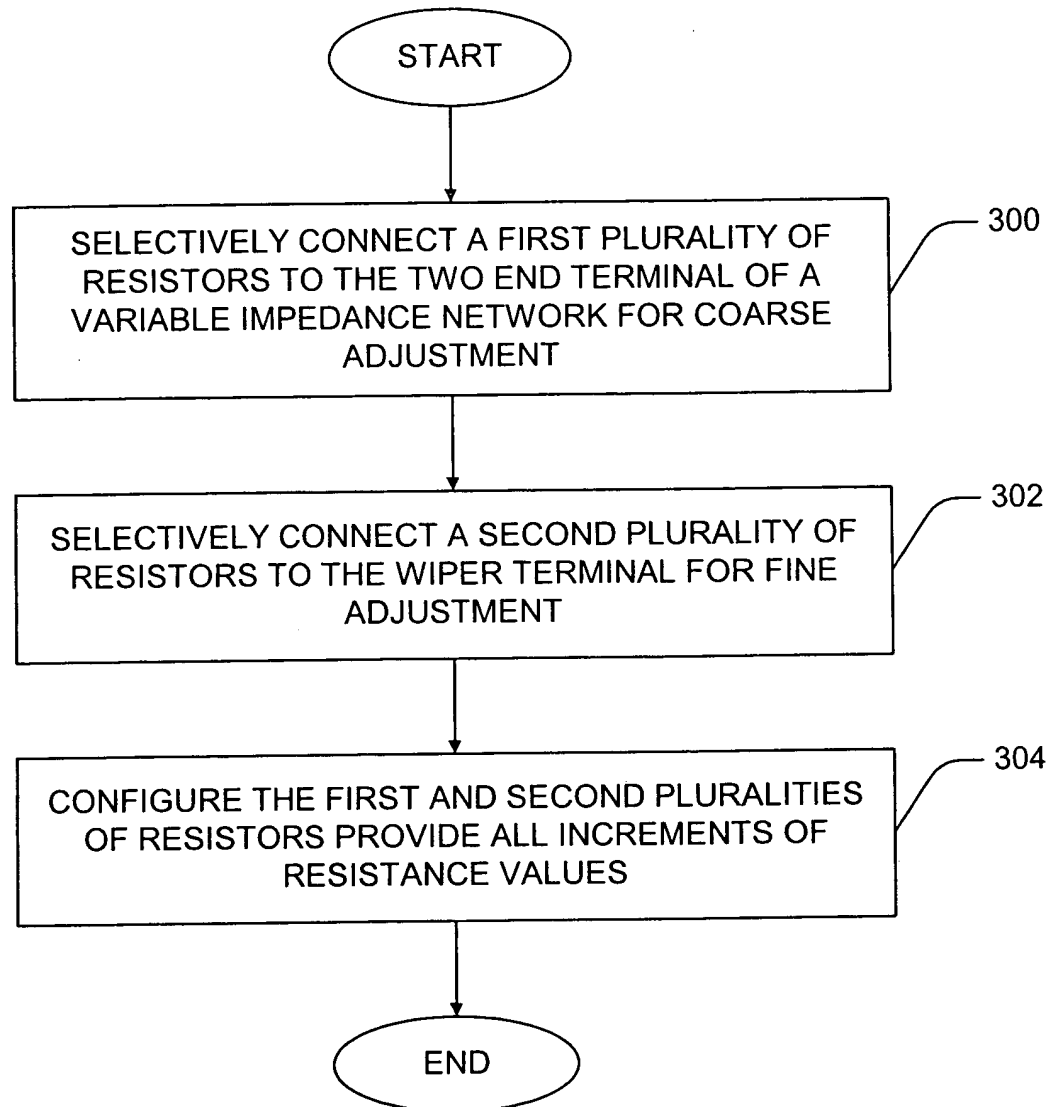 START
SELECTIVELY CONNECT A FIRST PLURALITY OF
RESISTORS TO THE TWO END TERMINAL OF A
VARIABLE IMPEDANCE NETWORK FOR COARSE
ADJUSTMENT
300
SELECTIVELY CONNECT A SECOND PLURALITY OF
RESISTORS TO THE WIPER TERMINAL FOR FINE
ADJUSTMENT
302
CONFIGURE THE FIRST AND SECOND PLURALITIES
OF RESISTORS PROVIDE ALL INCREMENTS OF
RESISTANCE VALUES
304
END